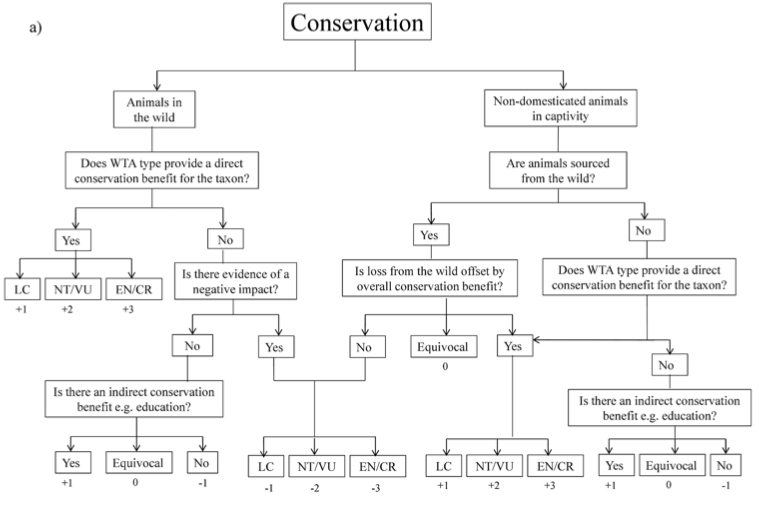 a)
Conservation
Animals in
the wild
Non-domesticated animals
in captivity
Does WTA type provide a direct
conservation benefit for the taxon?
Are animals sourced
from the wild?
Yes
No
Yes
No
LC
NT/VU
EN/CR
+1
+2
+3
Is there evidence of a
negative impact?
Is loss from the wild offset by
overall conservation benefit?
Does WTA type provide a direct
conservation benefit for the taxon?
No
Yes
No
Equivocal
0
Yes
No
Is there an indirect conservation
benefit e.g. education?
Is there an indirect conservation
benefit e.g. education?
Yes
Equivocal
No
+1
0
-1
LC
NT/VU
EN/CR
-1
-2
-3
LC
NT/VU
EN/CR
+1
+2
+3
Yes
Equivocal
No
+1
0
-1